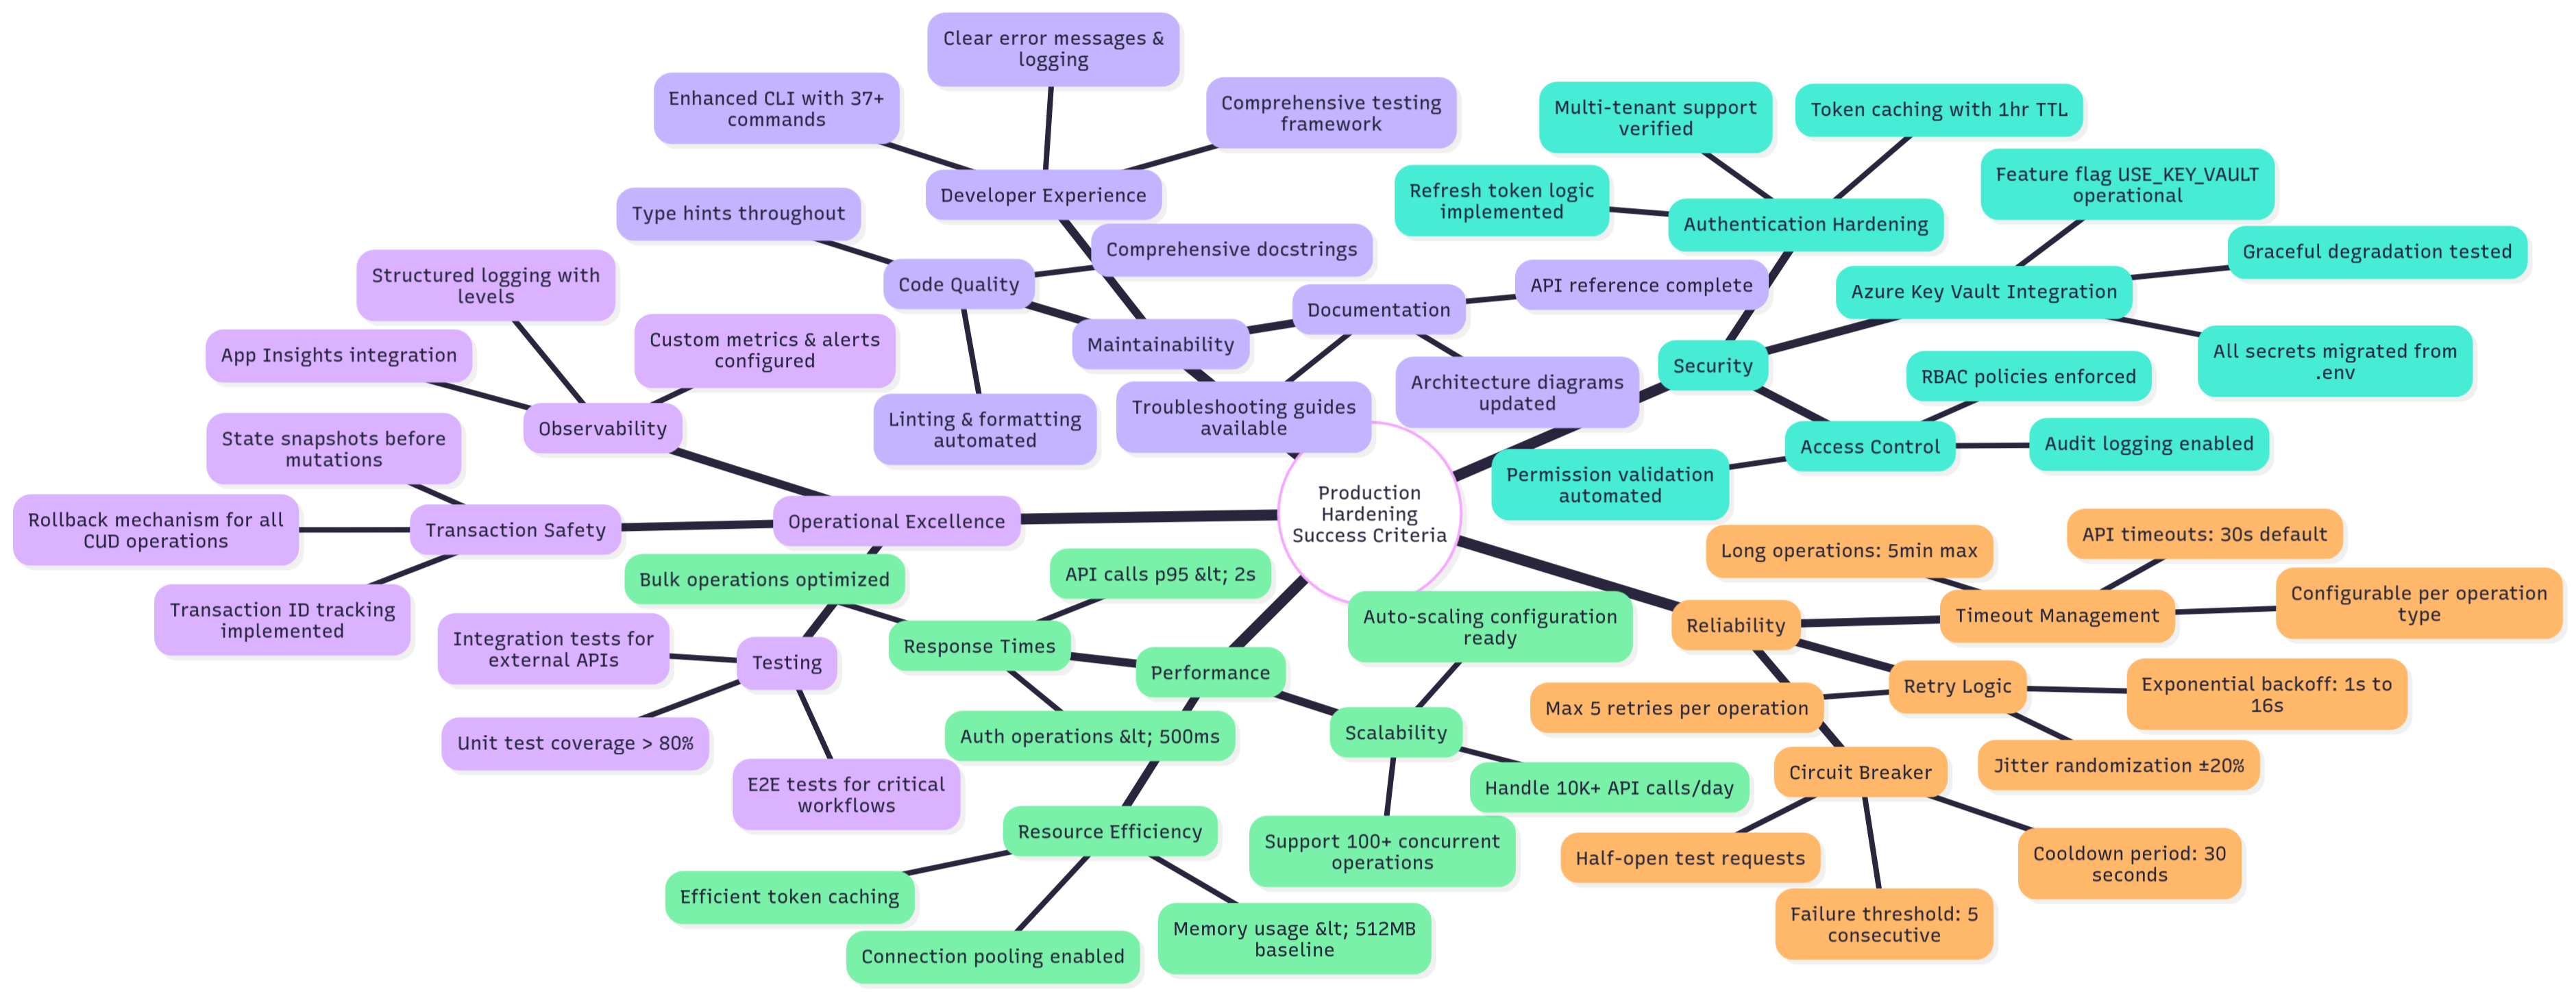 Production
Hardening
Success Criteria
Security
Authentication Hardening
Multi-tenant support
verified
Token caching with 1hr TTL
Refresh token logic
implemented
Azure Key Vault Integration
Feature flag USE_KEY_VAULT
operational
Graceful degradation tested
All secrets migrated from
.env
Access Control
RBAC policies enforced
Audit logging enabled
Permission validation
automated
Reliability
Timeout Management
Long operations: 5min max
API timeouts: 30s default
Configurable per operation
type
Retry Logic
Max 5 retries per operation
Exponential backoff: 1s to
16s
Jitter randomization ±20%
Circuit Breaker
Half-open test requests
Failure threshold: 5
consecutive
Cooldown period: 30
seconds
Performance
Response Times
Bulk operations optimized
API calls p95 &lt; 2s
Auth operations &lt; 500ms
Scalability
Auto-scaling configuration
ready
Handle 10K+ API calls/day
Support 100+ concurrent
operations
Resource Efficiency
Efficient token caching
Connection pooling enabled
Memory usage &lt; 512MB
baseline
Operational Excellence
Observability
Structured logging with
levels
App Insights integration
Custom metrics & alerts
configured
Transaction Safety
State snapshots before
mutations
Rollback mechanism for all
CUD operations
Transaction ID tracking
implemented
Testing
Integration tests for
external APIs
Unit test coverage > 80%
E2E tests for critical
workflows
Maintainability
Developer Experience
Clear error messages &
logging
Enhanced CLI with 37+
commands
Comprehensive testing
framework
Code Quality
Type hints throughout
Comprehensive docstrings
Linting & formatting
automated
Documentation
API reference complete
Architecture diagrams
updated
Troubleshooting guides
available